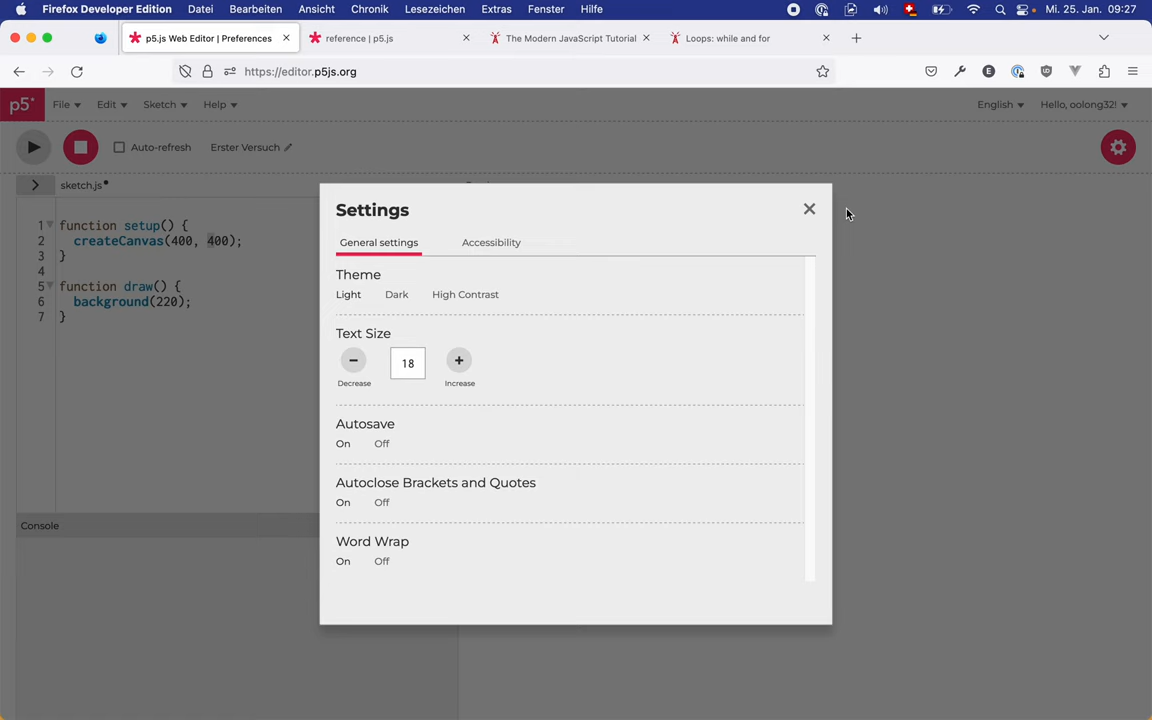 Firefox Developer Edition Datei Bearbeiten Ansicht Chronik Lesezeichen Extras Fenster Hilfe Mi. 25. Jan. 09:27
p5.js Web Editor | Preferences reference | p5.js The Modern JavaScript Tutorial Loops: while and for
https://editor.p5js.org
p5* File Edit Sketch Help English Hello, oolong32!
Auto-refresh Erster Versuch
sketch.js
1 function setup() {
2 createCanvas(400, 400);
3 }
4
5 function draw() {
6 background(220);
7 }
Console
Settings
General settings Accessibility
Theme
Light Dark High Contrast
Text Size
18
Decrease Increase
Autosave
On Off
Autoclose Brackets and Quotes
On Off
Word Wrap
On Off